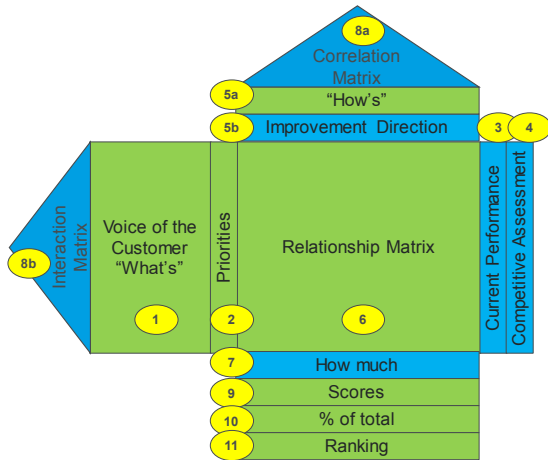 8a
Correlation
Matrix
5a
"How's"
5b
Improvement Direction
3
4
8b
Interaction
Matrix
Voice of the
Customer
"What's"
1
Priorities
2
Relationship Matrix
6
Current Performance
Competitive Assessment
7
How much
9
Scores
10
% of total
11
Ranking